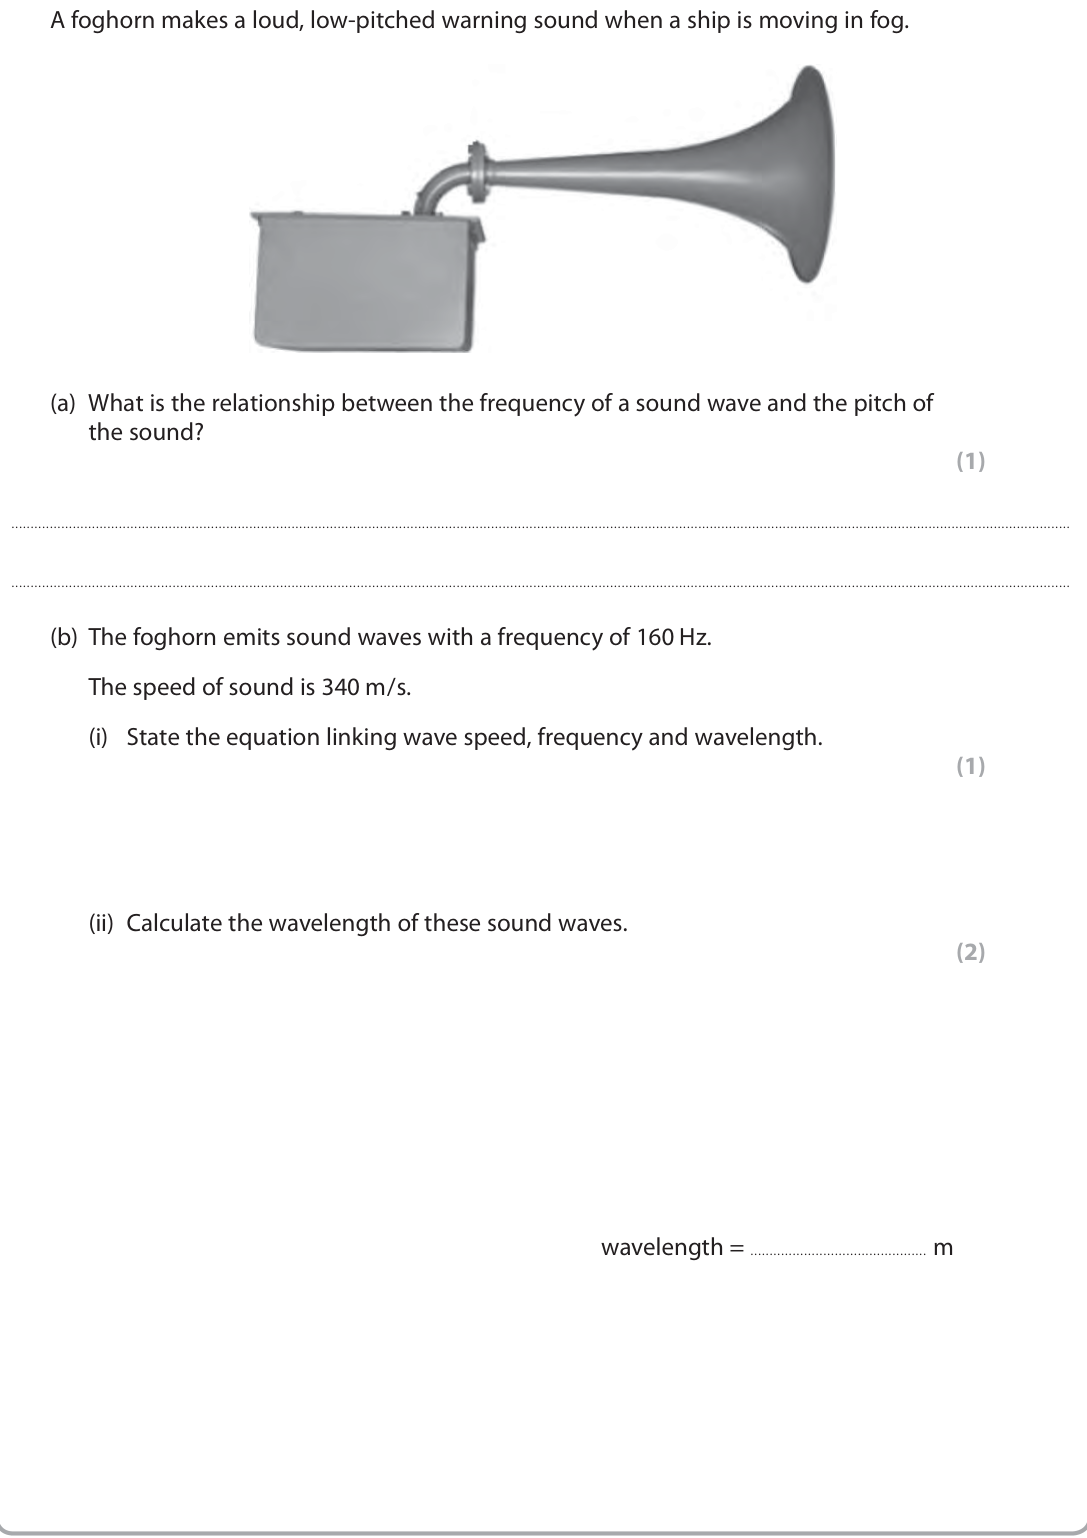 A foghorn makes a loud, low-pitched warning sound when a ship is moving in fog.
(a) What is the relationship between the frequency of a sound wave and the pitch of
the sound?
(1)
(b) The foghorn emits sound waves with a frequency of 160 Hz.
The speed of sound is 340 m/s.
(i) State the equation linking wave speed, frequency and wavelength.
(1)
(ii) Calculate the wavelength of these sound waves.
(2)
wavelength = .............................................. m